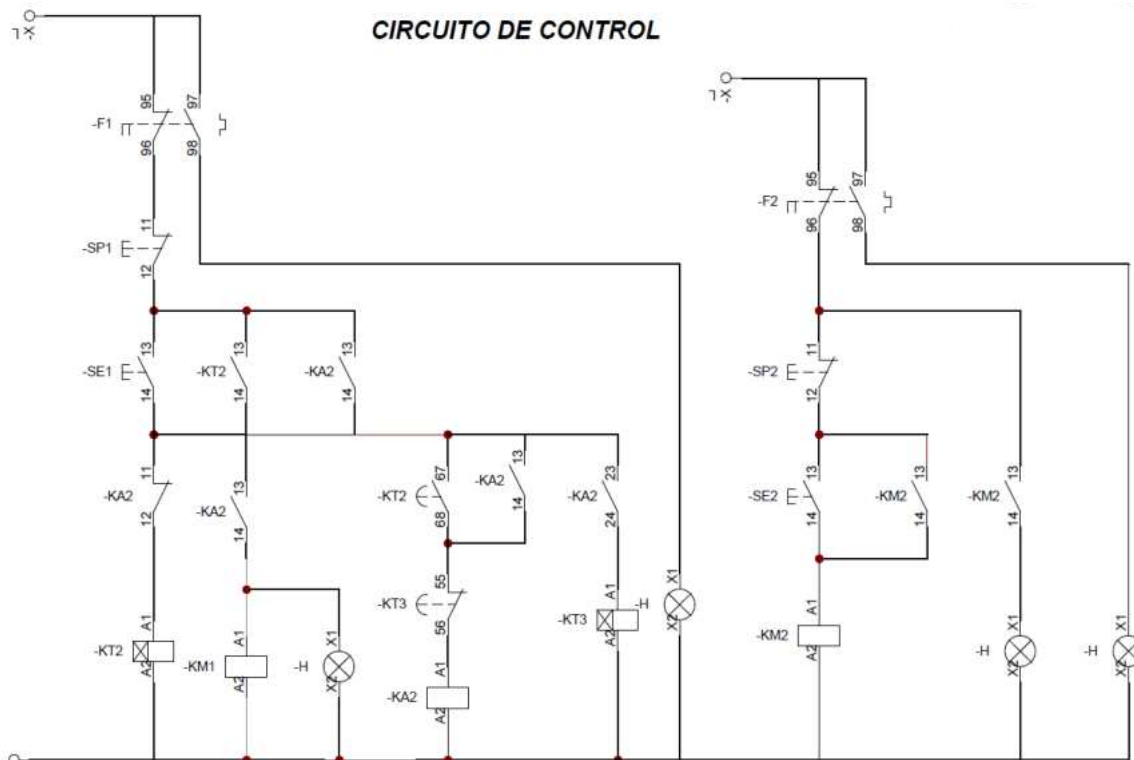 CIRCUITO DE CONTROL
-X
-F1
95
96
97
98
-SP1
11
12
-SE1
13
14
-KT2
13
14
-KA2
13
14
-KA2
11
12
-KA2
13
14
-KT2
67
68
-KA2
13
14
-KA2
23
24
-KT3
55
56
-KT2
A1
A2
-KM1
A1
A2
-H
X1
X2
-KA2
A1
A2
-KT3
A1
A2
-H
X1
X2
-X
-F2
95
96
97
98
-SP2
11
12
-SE2
13
14
-KM2
13
14
-KM2
13
14
-KM2
A1
A2
-H
X1
X2
-H
X1
X2